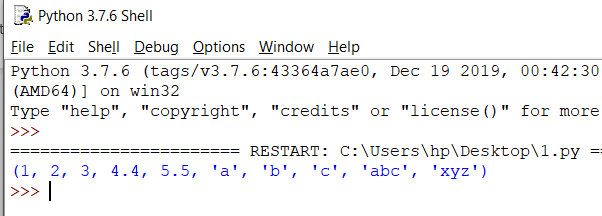 Python 3.7.6 Shell
File Edit Shell Debug Options Window Help
Python 3.7.6 (tags/v3.7.6:43364a7ae0, Dec 19 2019, 00:42:30
(AMD64)] on win32
Type "help", "copyright", "credits" or "license()" for more
>>>
======================= RESTART: C:\Users\hp\Desktop\1.py ==
(1, 2, 3, 4.4, 5.5, 'a', 'b', 'c', 'abc', 'xyz')
>>>